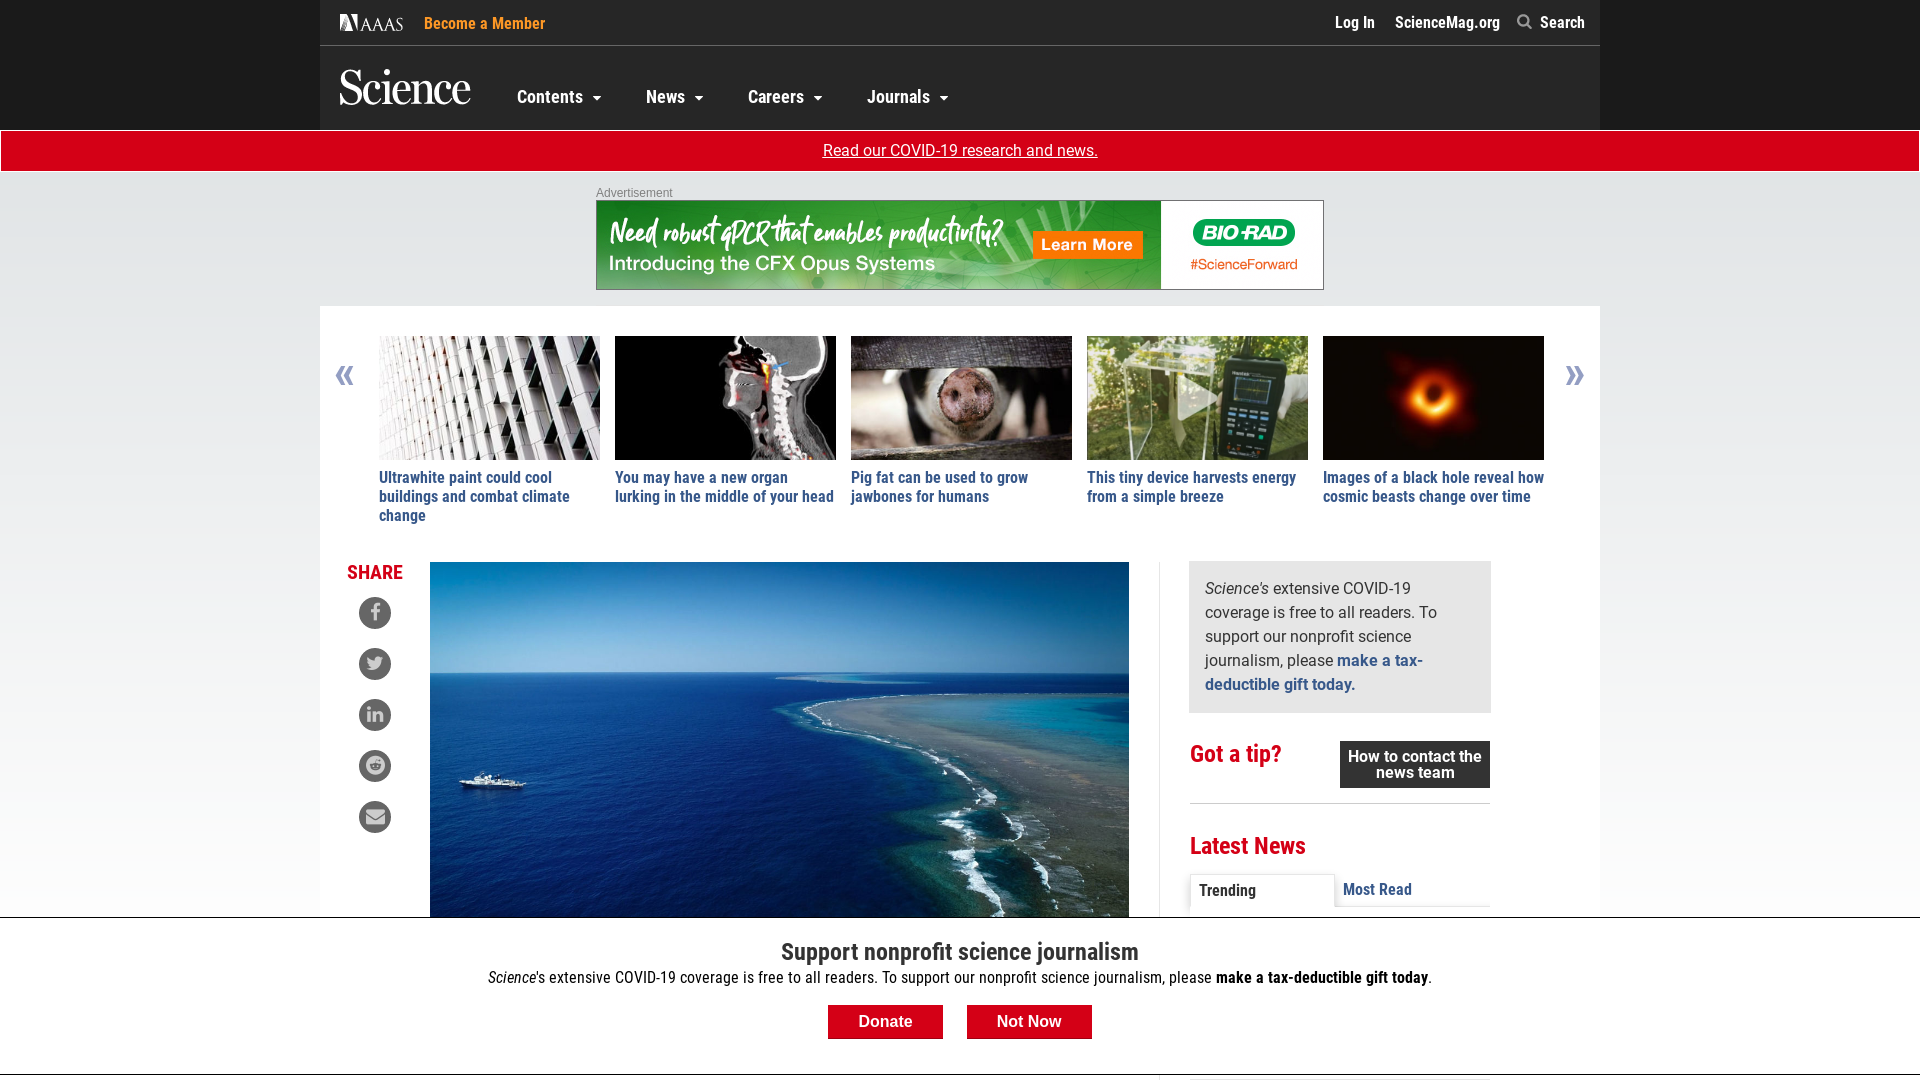 AAAS
Become a Member
Log In
ScienceMag.org
Search
Science
Contents
News
Careers
Journals
Read our COVID-19 research and news.
Advertisement
Need robust qPCR that enables productivity?
Introducing the CFX Opus Systems
Learn More
BIO-RAD
#ScienceForward
«
»
Ultrawhite paint could cool
buildings and combat climate
change
You may have a new organ
lurking in the middle of your head
Pig fat can be used to grow
jawbones for humans
This tiny device harvests energy
from a simple breeze
Images of a black hole reveal how
cosmic beasts change over time
SHARE
Science's extensive COVID-19
coverage is free to all readers. To
support our nonprofit science
journalism, please make a tax-
deductible gift today.
Got a tip?
How to contact the
news team
Latest News
Trending
Most Read
Support nonprofit science journalism
Science's extensive COVID-19 coverage is free to all readers. To support our nonprofit science journalism, please make a tax-deductible gift today.
Donate
Not Now